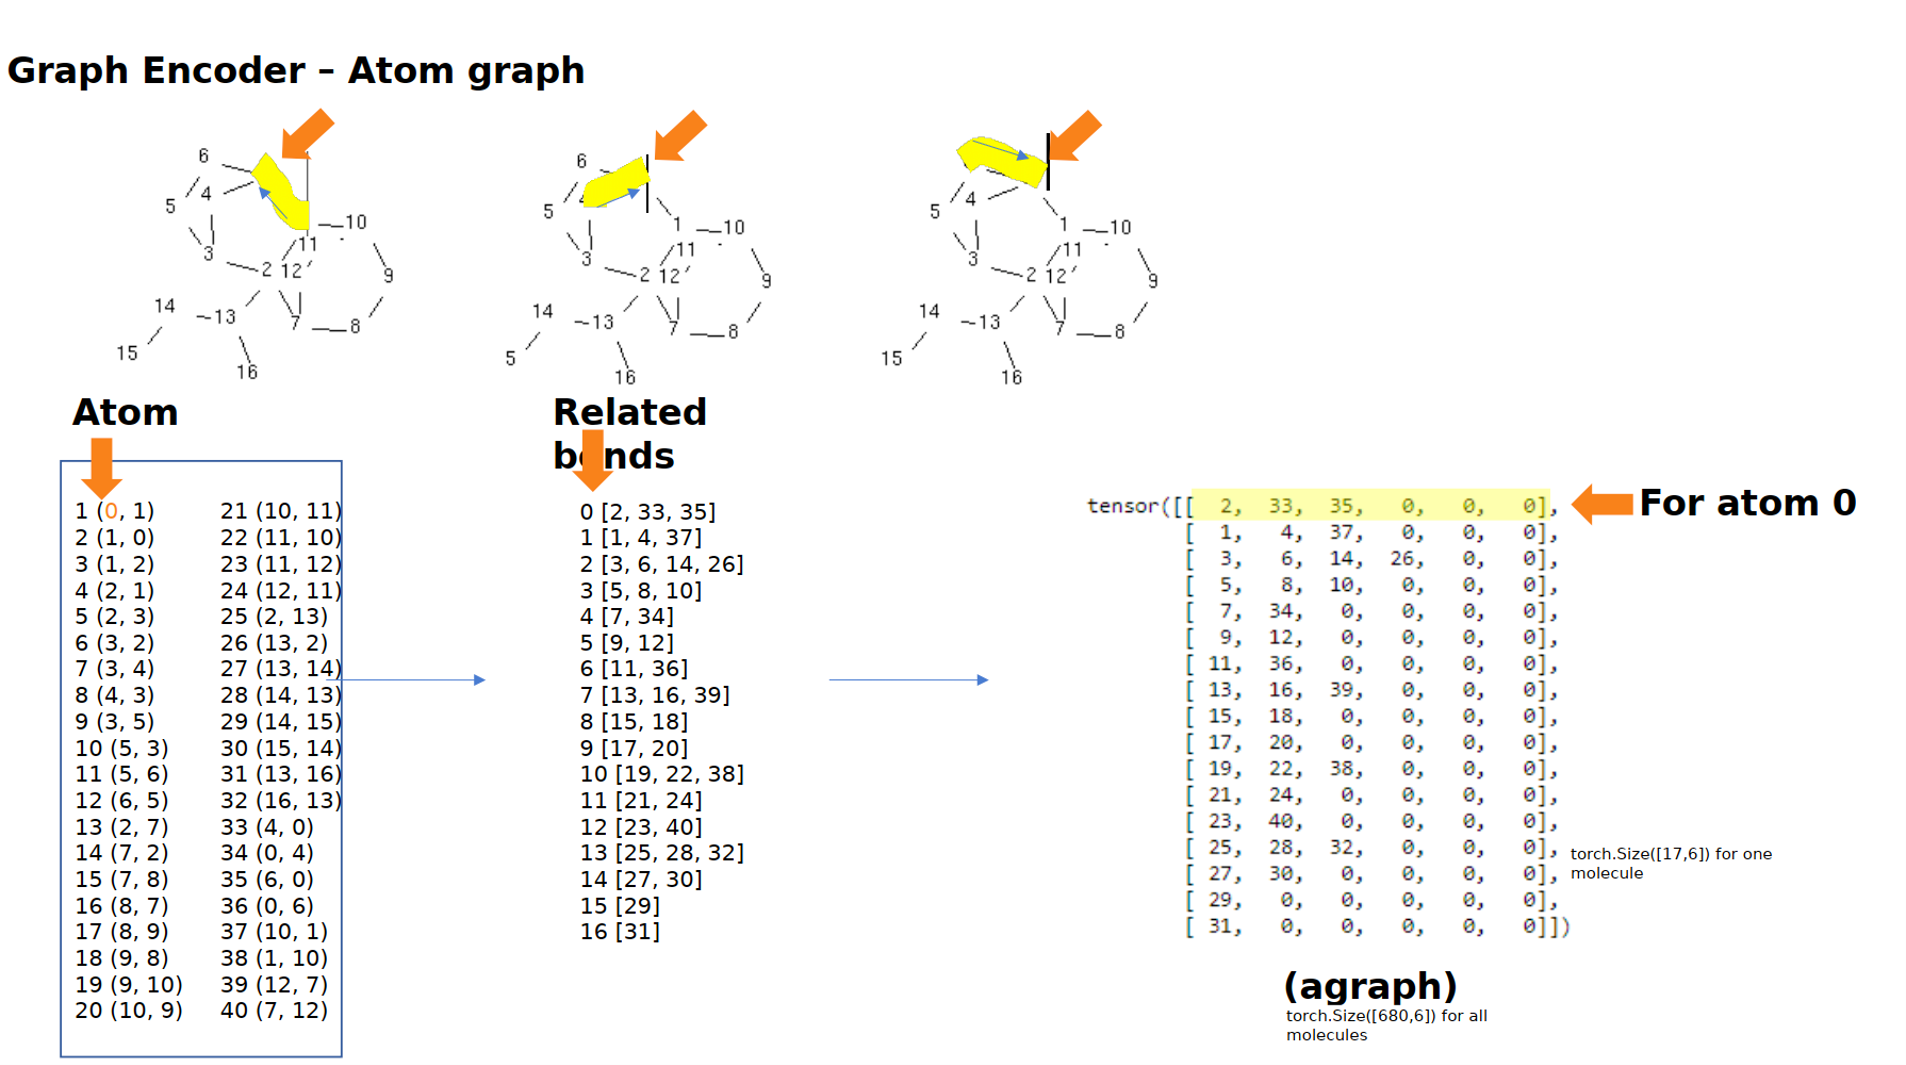 Graph Encoder – Atom graph
6
4
5
3
10
11
2 12
9
14
13
7
8
15
16
6
4
5
3
1
10
11
2 12
9
14
13
7
8
5
16
5
4
3
1
10
11
2 12
9
14
13
7
8
15
16
Atom
Related
bonds
1 (0, 1)
2 (1, 0)
3 (1, 2)
4 (2, 1)
5 (2, 3)
6 (3, 2)
7 (3, 4)
8 (4, 3)
9 (3, 5)
10 (5, 3)
11 (5, 6)
12 (6, 5)
13 (2, 7)
14 (7, 2)
15 (7, 8)
16 (8, 7)
17 (8, 9)
18 (9, 8)
19 (9, 10)
20 (10, 9)
21 (10, 11)
22 (11, 10)
23 (11, 12)
24 (12, 11)
25 (2, 13)
26 (13, 2)
27 (13, 14)
28 (14, 13)
29 (14, 15)
30 (15, 14)
31 (13, 16)
32 (16, 13)
33 (4, 0)
34 (0, 4)
35 (6, 0)
36 (0, 6)
37 (10, 1)
38 (1, 10)
39 (12, 7)
40 (7, 12)
0 [2, 33, 35]
1 [1, 4, 37]
2 [3, 6, 14, 26]
3 [5, 8, 10]
4 [7, 34]
5 [9, 12]
6 [11, 36]
7 [13, 16, 39]
8 [15, 18]
9 [17, 20]
10 [19, 22, 38]
11 [21, 24]
12 [23, 40]
13 [25, 28, 32]
14 [27, 30]
15 [29]
16 [31]
tensor([[ 2, 33, 35, 0, 0, 0],
[ 1, 4, 37, 0, 0, 0],
[ 3, 6, 14, 26, 0, 0],
[ 5, 8, 10, 0, 0, 0],
[ 7, 34, 0, 0, 0, 0],
[ 9, 12, 0, 0, 0, 0],
[ 11, 36, 0, 0, 0, 0],
[ 13, 16, 39, 0, 0, 0],
[ 15, 18, 0, 0, 0, 0],
[ 17, 20, 0, 0, 0, 0],
[ 19, 22, 38, 0, 0, 0],
[ 21, 24, 0, 0, 0, 0],
[ 23, 40, 0, 0, 0, 0],
[ 25, 28, 32, 0, 0, 0],
[ 27, 30, 0, 0, 0, 0],
[ 29, 0, 0, 0, 0, 0],
[ 31, 0, 0, 0, 0, 0]])
For atom 0
torch.Size([17,6]) for one
molecule
(agraph)
torch.Size([680,6]) for all
molecules